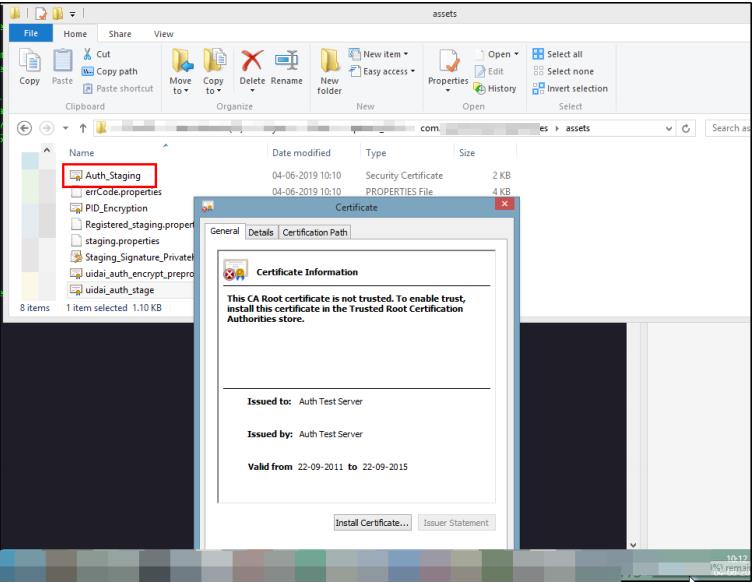 assets
File Home Share View
Copy
Paste
Cut
Copy path
Paste shortcut
Move to
Copy to
Delete
Rename
New folder
New item
Easy access
Properties
Open
Edit
History
Select all
Select none
Invert selection
Clipboard Organize New Open Select
com. es › assets
Search as
Name Date modified Type Size
Auth_Staging 04-06-2019 10:10 Security Certificate 2 KB
errCode.properties 04-06-2019 10:10 PROPERTIES File 4 KB
PID_Encryption
Registered_staging.propert
staging.properties
Staging_Signature_Private
uidai_auth_encrypt_prepro
uidai_auth_stage
8 items 1 item selected 1.10 KB
Certificate
General Details Certification Path
Certificate Information
This CA Root certificate is not trusted. To enable trust,
install this certificate in the Trusted Root Certification
Authorities store.
Issued to: Auth Test Server
Issued by: Auth Test Server
Valid from 22-09-2011 to 22-09-2015
Install Certificate... Issuer Statement
10:12